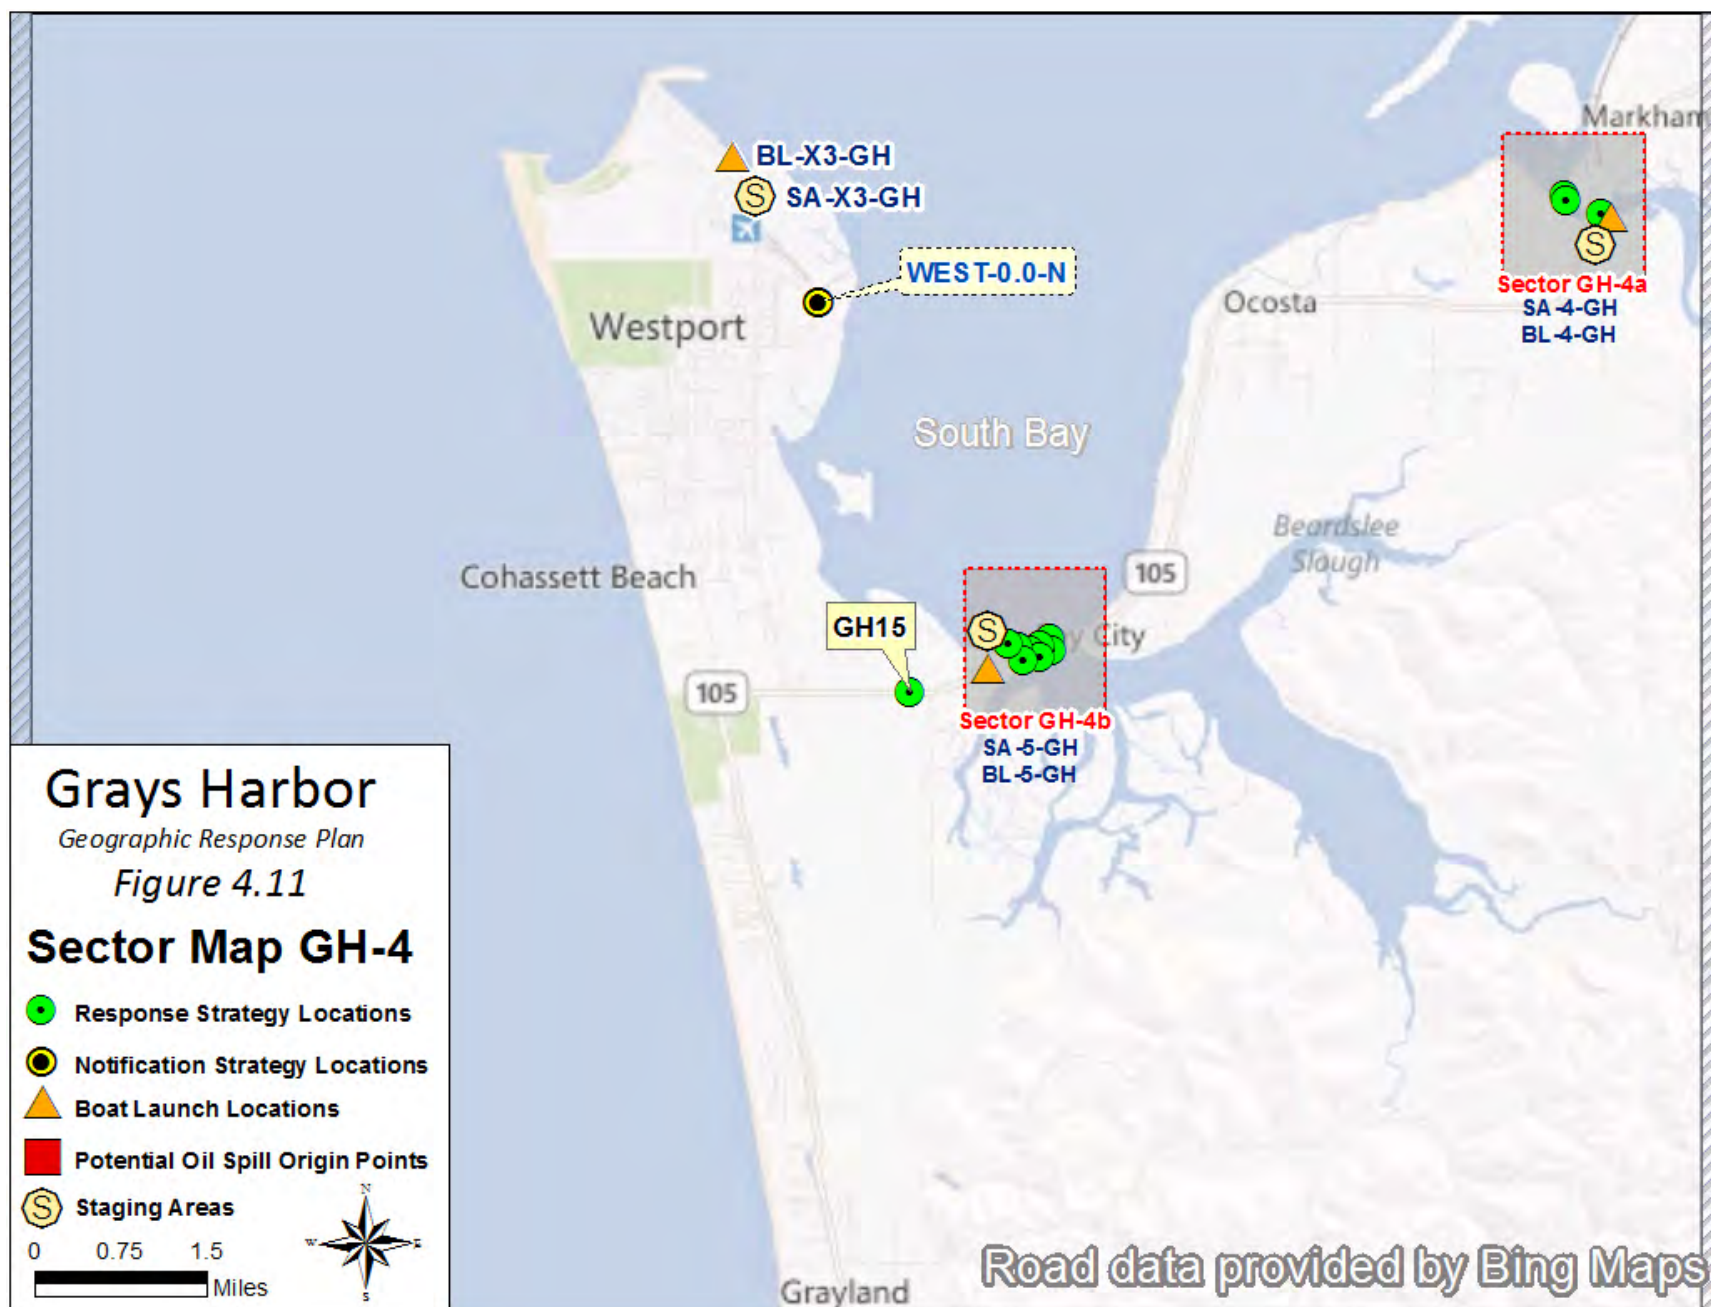 Markham
BL-X3-GH
SA-X3-GH
S
WEST-0.0-N
S
Sector GH-4a
SA-4-GH
BL-4-GH
Ocosta
Westport
South Bay
Beardslee
Slough
105
Cohassett Beach
GH15
S
City
105
Sector GH-4b
SA-5-GH
BL-5-GH
Grays Harbor
Geographic Response Plan
Figure 4.11
Sector Map GH-4
Response Strategy Locations
Notification Strategy Locations
Boat Launch Locations
Potential Oil Spill Origin Points
S Staging Areas
N
W E
S
0 0.75 1.5
Miles
Grayland
Road data provided by Bing Maps